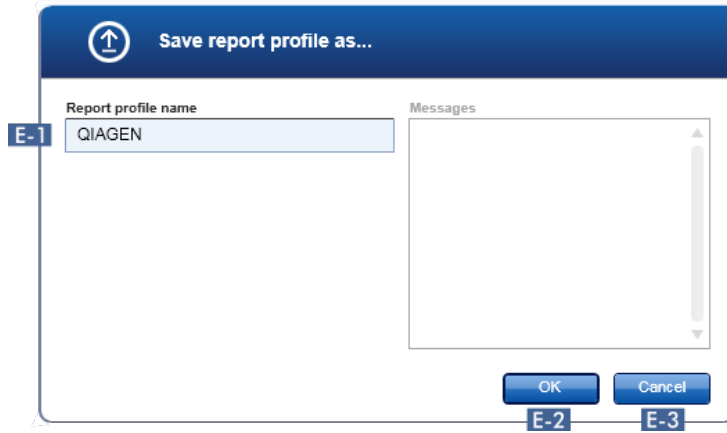 Save report profile as...
Report profile name
Messages
E-1
QIAGEN
OK
Cancel
E-2
E-3